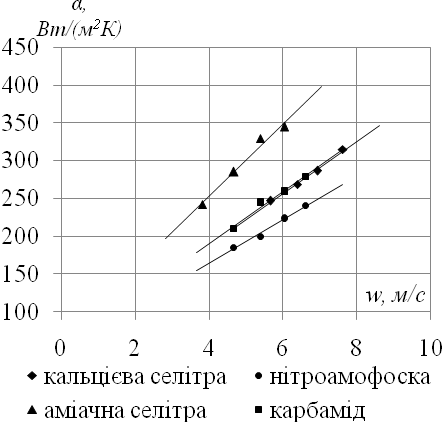 α,
Вт/(м²К)
450
400
350
300
250
200
150
100
w, м/с
0 2 4 6 8 10
кальцієва селітра нітроамофоска
аміачна селітра карбамід